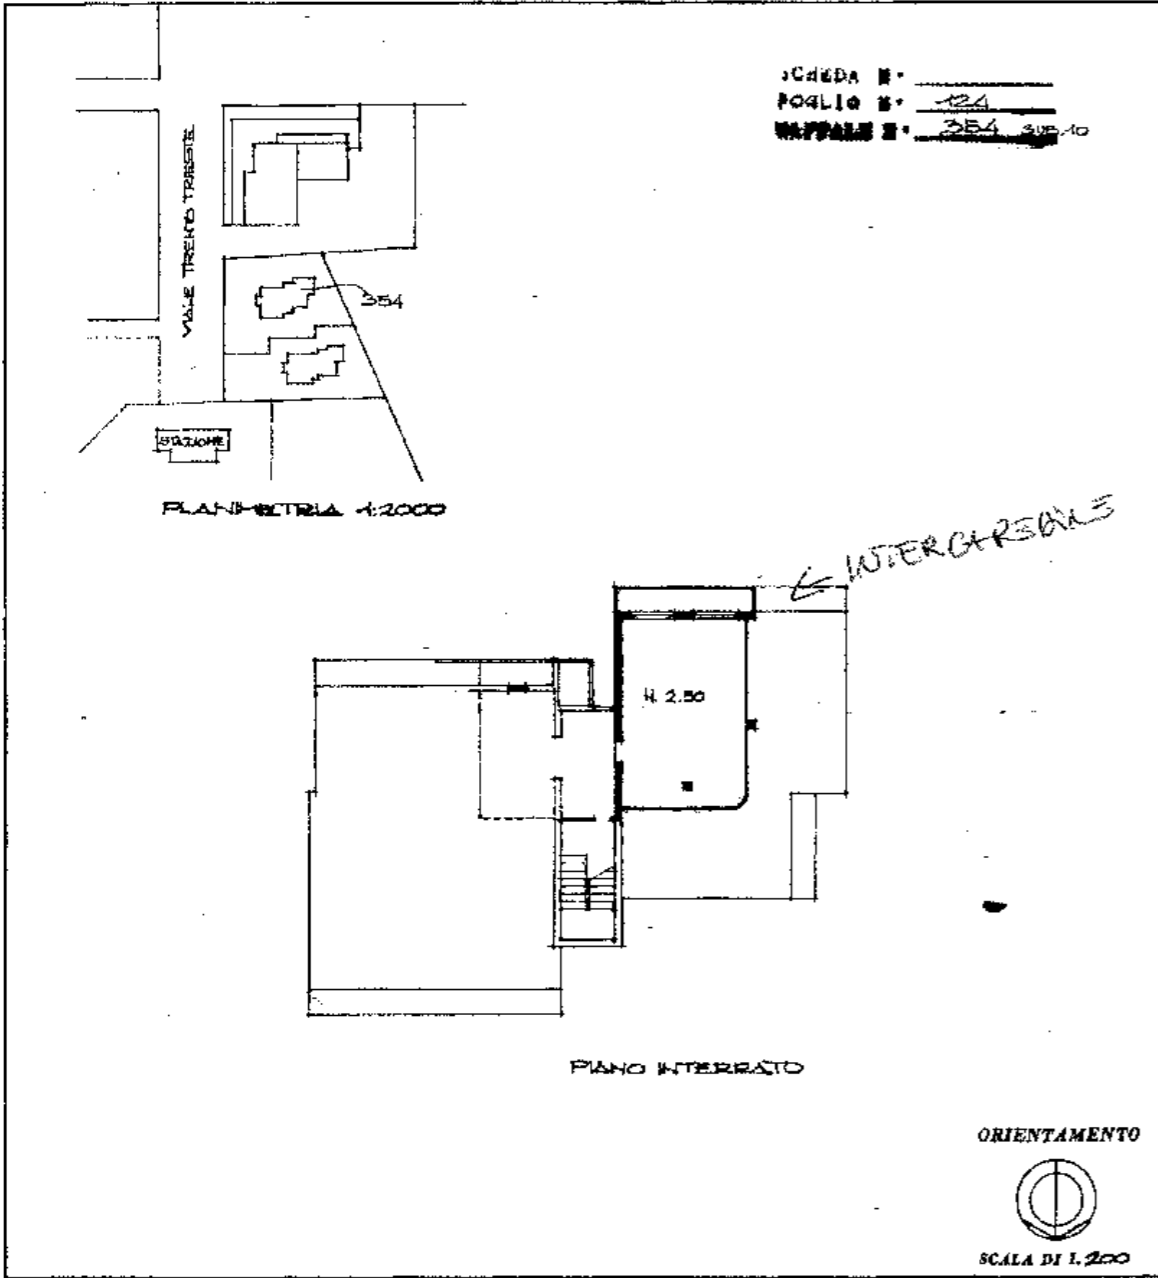 SCHEDA N°
FOGLIO N° 124
MAPPALE N° 354 SUB.10
VIALE TRENTO TRIESTE
354
STAZIONE
PLANIMETRIA 1:2000
H. 2.50
PIANO INTERRATO
ORIENTAMENTO
SCALA DI 1.200